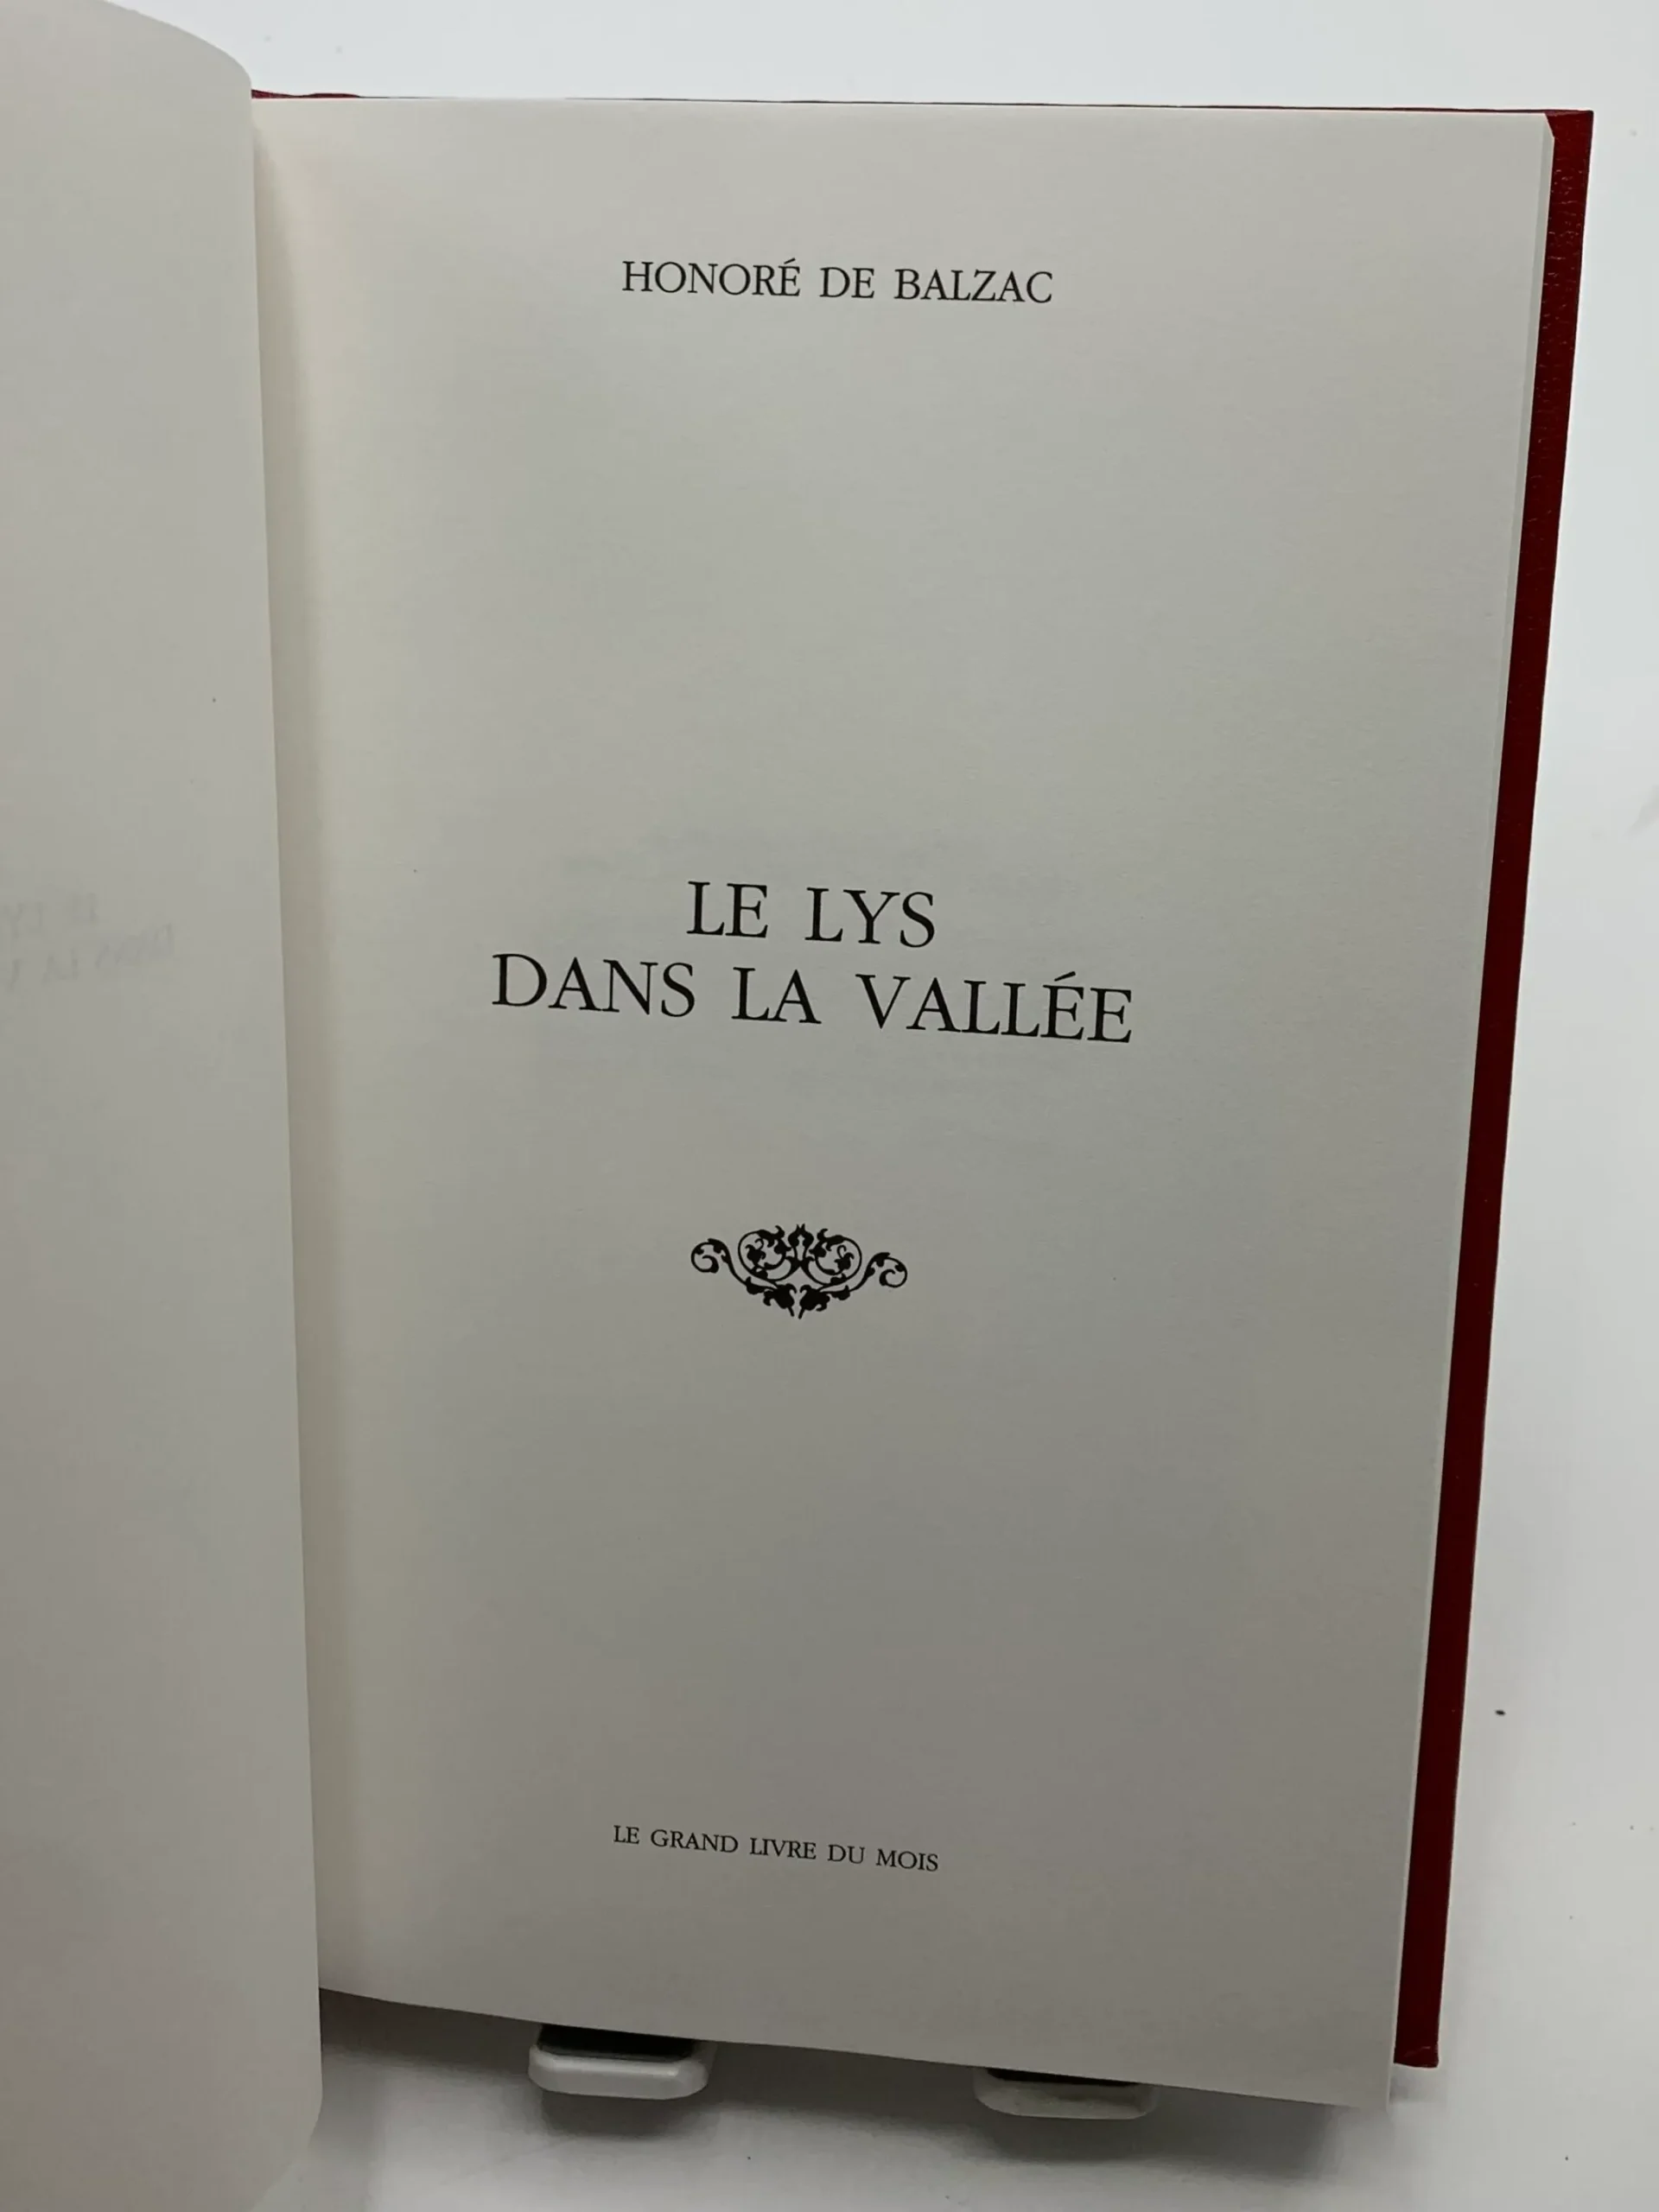 HONORÉ DE BALZAC
LE LYS
DANS LA VALLÉE
LE GRAND LIVRE DU MOIS